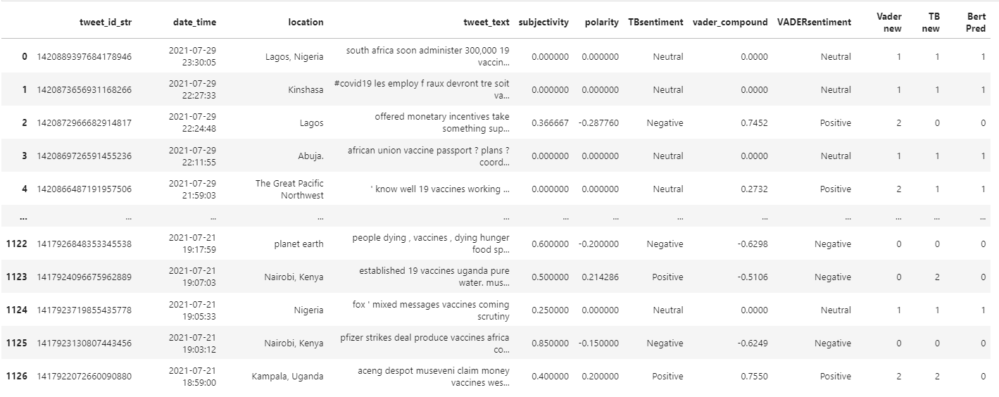 tweet_id_str date_time location tweet_text subjectivity polarity TBsentiment vader_compound VADERsentiment Vader new TB new Bert Pred
0 1420889397684178946 2021-07-29 23:30:05 Lagos, Nigeria south africa soon administer 300,000 19 vaccin... 0.000000 0.000000 Neutral 0.0000 Neutral 1 1 1
1 1420873656931168266 2021-07-29 22:27:33 Kinshasa #covid19 les employ f raux devront tre soit va... 0.000000 0.000000 Neutral 0.0000 Neutral 1 1 1
2 1420872966682914817 2021-07-29 22:24:48 Lagos offered monetary incentives take something sup... 0.366667 -0.287760 Negative 0.7452 Positive 2 0 0
3 1420869726591455236 2021-07-29 22:11:55 Abuja. african union vaccine passport ? plans ? coord... 0.000000 0.000000 Neutral 0.0000 Neutral 1 1 1
4 1420866487191957506 2021-07-29 21:59:03 The Great Pacific Northwest ' know well 19 vaccines working ... 0.000000 0.000000 Neutral 0.2732 Positive 2 1 1
... ... ... ... ... ... ... ... ... ... ... ... ...
1122 1417926848353345538 2021-07-21 19:17:59 planet earth people dying , vaccines , dying hunger food sp... 0.600000 -0.200000 Negative -0.6298 Negative 0 0 0
1123 1417924096675962889 2021-07-21 19:07:03 Nairobi, Kenya established 19 vaccines uganda pure water. mus... 0.500000 0.214286 Positive -0.5106 Negative 0 2 0
1124 1417923719855435778 2021-07-21 19:05:33 Nigeria fox ' mixed messages vaccines coming scrutiny 0.250000 0.000000 Neutral 0.0000 Neutral 1 1 1
1125 1417923130807443456 2021-07-21 19:03:12 Nairobi, Kenya pfizer strikes deal produce vaccines africa co... 0.850000 -0.150000 Negative -0.6249 Negative 0 0 0
1126 1417922072660090880 2021-07-21 18:59:00 Kampala, Uganda aceng despot museveni claim money vaccines wes... 0.400000 0.200000 Positive 0.7550 Positive 2 2 0